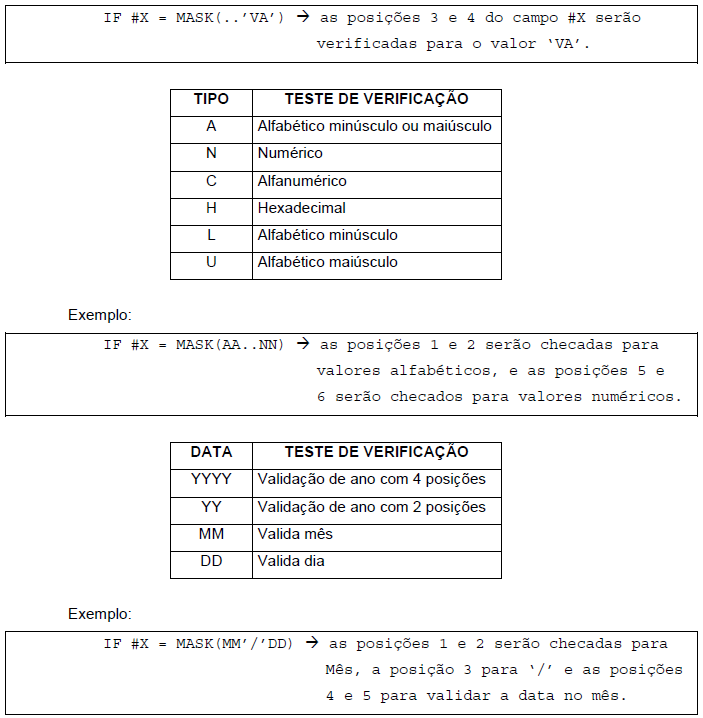 IF #X = MASK(..’VA’) → as posições 3 e 4 do campo #X serão
verificadas para o valor ‘VA’.
TIPO TESTE DE VERIFICAÇÃO
A Alfabético minúsculo ou maiúsculo
N Numérico
C Alfanumérico
H Hexadecimal
L Alfabético minúsculo
U Alfabético maiúsculo
Exemplo:
IF #X = MASK(AA..NN) → as posições 1 e 2 serão checadas para
valores alfabéticos, e as posições 5 e
6 serão checados para valores numéricos.
DATA TESTE DE VERIFICAÇÃO
YYYY Validação de ano com 4 posições
YY Validação de ano com 2 posições
MM Valida mês
DD Valida dia
Exemplo:
IF #X = MASK(MM’/’DD) → as posições 1 e 2 serão checadas para
Mês, a posição 3 para ‘/’ e as posições
4 e 5 para validar a data no mês.